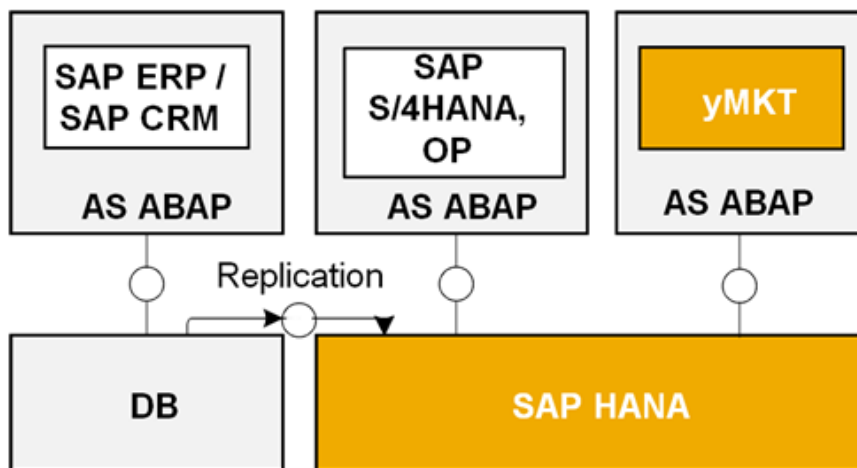 SAP ERP /
SAP CRM
AS ABAP
SAP
S/4HANA,
OP
AS ABAP
yMKT
AS ABAP
Replication
DB
SAP HANA